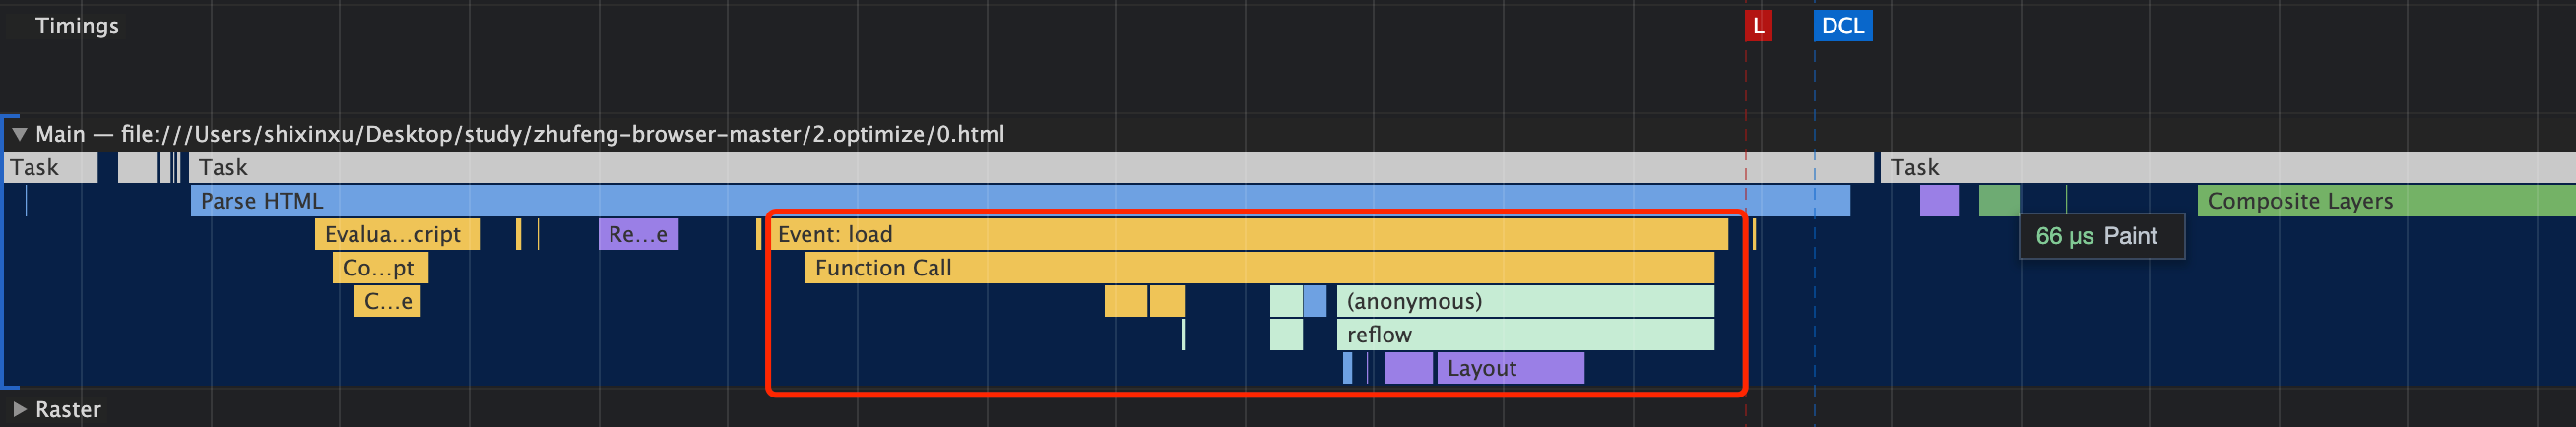 Timings
L
DCL
Main — file:///Users/shixinxu/Desktop/study/zhufeng-browser-master/2.optimize/0.html
Task
Task
Task
Parse HTML
Composite Layers
Evalua...cript
Re...e
Event: load
66 µs Paint
Co...pt
Function Call
C...e
(anonymous)
reflow
Layout
Raster